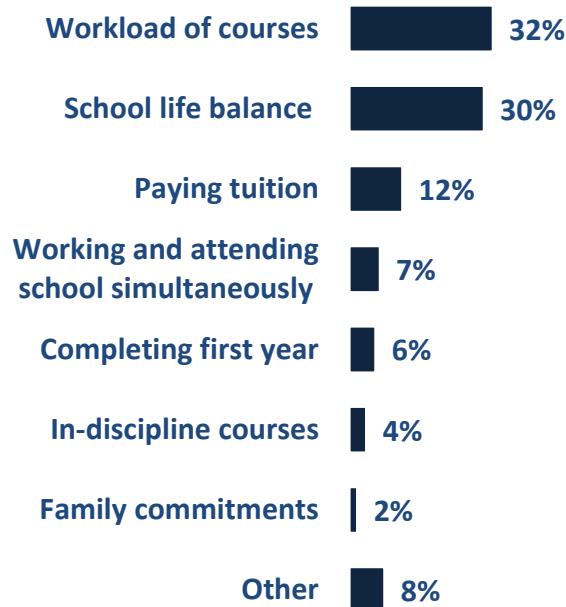 Workload of courses 32%
School life balance 30%
Paying tuition 12%
Working and attending
school simultaneously 7%
Completing first year 6%
In-discipline courses 4%
Family commitments 2%
Other 8%